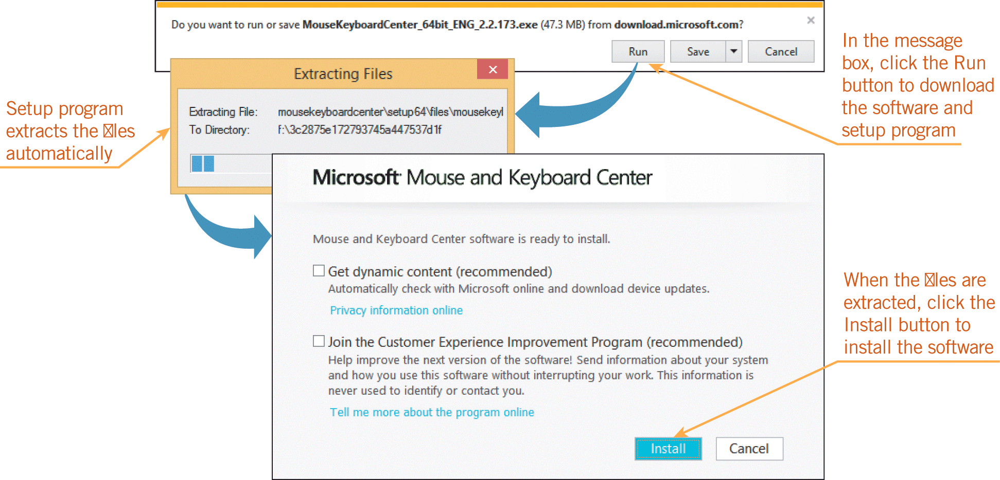 Do you want to run or save MouseKeyboardCenter_64bit_ENG_2.2.173.exe (47.3 MB) from download.microsoft.com?
Run
Save
Cancel
In the message
box, click the Run
button to download
the software and
setup program
Extracting Files
Extracting File: mousekeyboardcenter\setup64\files\mousekeyl
To Directory: f:\3c2875e172793745a447537d1f
Setup program
extracts the �les
automatically
Microsoft Mouse and Keyboard Center
Mouse and Keyboard Center software is ready to install.
Get dynamic content (recommended)
Automatically check with Microsoft online and download device updates.
Privacy information online
Join the Customer Experience Improvement Program (recommended)
Help improve the next version of the software! Send information about your system
and how you use this software without interrupting your work. This information is
never used to identify or contact you.
Tell me more about the program online
Install
Cancel
When the �les are
extracted, click the
Install button to
install the software